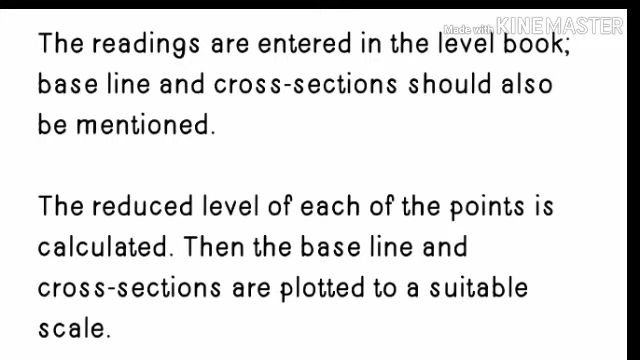 Made with KINEMASTER
The readings are entered in the level book;
base line and cross-sections should also
be mentioned.
The reduced level of each of the points is
calculated. Then the base line and
cross-sections are plotted to a suitable
scale.